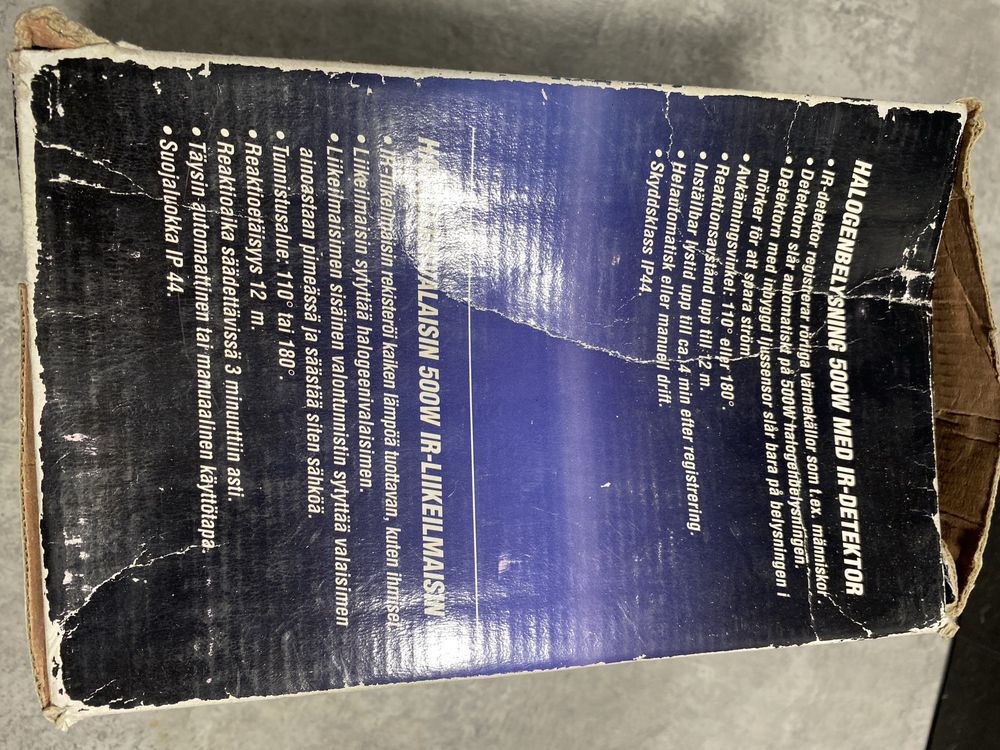 HALOGENBELYSNING 500W MED IR-DETEKTOR
• IR-detektor registrerar rörliga värmekällor som t.ex. människor.
• Detektorn slår automatiskt på 500W halogenbelysningen.
• Detektorn med inbyggd ljussensor slår bara på belysningen i
mörker för att spara ström.
• Avkänningsvinkel: 110° eller 180°.
• Reaktionsavstånd upp till 12 m.
• Inställbar lystid upp till ca.4 min efter registrering.
• Helautomatisk eller manuell drift.
• Skyddsklass IP44.
500W IR-LIIKEILMAISIN
• IR-liikeilmaisin rekisteröi kaiken lämpöä tuottavan, kuten ihmiset.
• Liikeilmaisin sytyttää halogeenivalaisimen.
• Liikeilmaisimen sisäinen valontunnistin sytyttää valaisimen
ainoastaan pimeässä ja säästää siten sähköä.
• Tunnistusalue: 110° tai 180°.
• Reaktioetäisyys 12 m.
• Reaktioaika säädettävissä 3 minuuttiin asti.
• Täysin automaattinen tai manuaalinen käyttötapa.
• Suojaluokka IP 44.